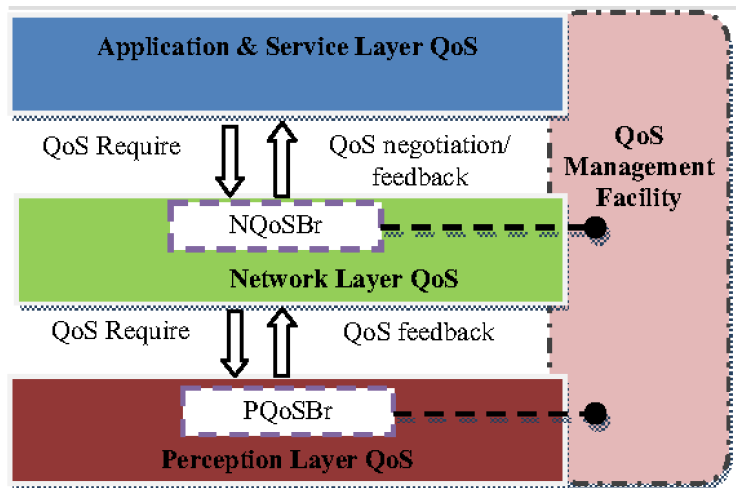 Application & Service Layer QoS
QoS Require
QoS negotiation/
feedback
QoS
Management
Facility
NQoSBr
Network Layer QoS
QoS Require
QoS feedback
PQoSBr
Perception Layer QoS